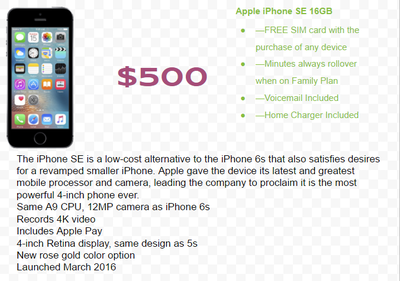 Apple iPhone SE 16GB
$500
—FREE SIM card with the
purchase of any device
—Minutes always rollover
when on Family Plan
—Voicemail Included
—Home Charger Included
The iPhone SE is a low-cost alternative to the iPhone 6s that also satisfies desires
for a revamped smaller iPhone. Apple gave the device its latest and greatest
mobile processor and camera, leading the company to proclaim it is the most
powerful 4-inch phone ever.
Same A9 CPU, 12MP camera as iPhone 6s
Records 4K video
Includes Apple Pay
4-inch Retina display, same design as 5s
New rose gold color option
Launched March 2016